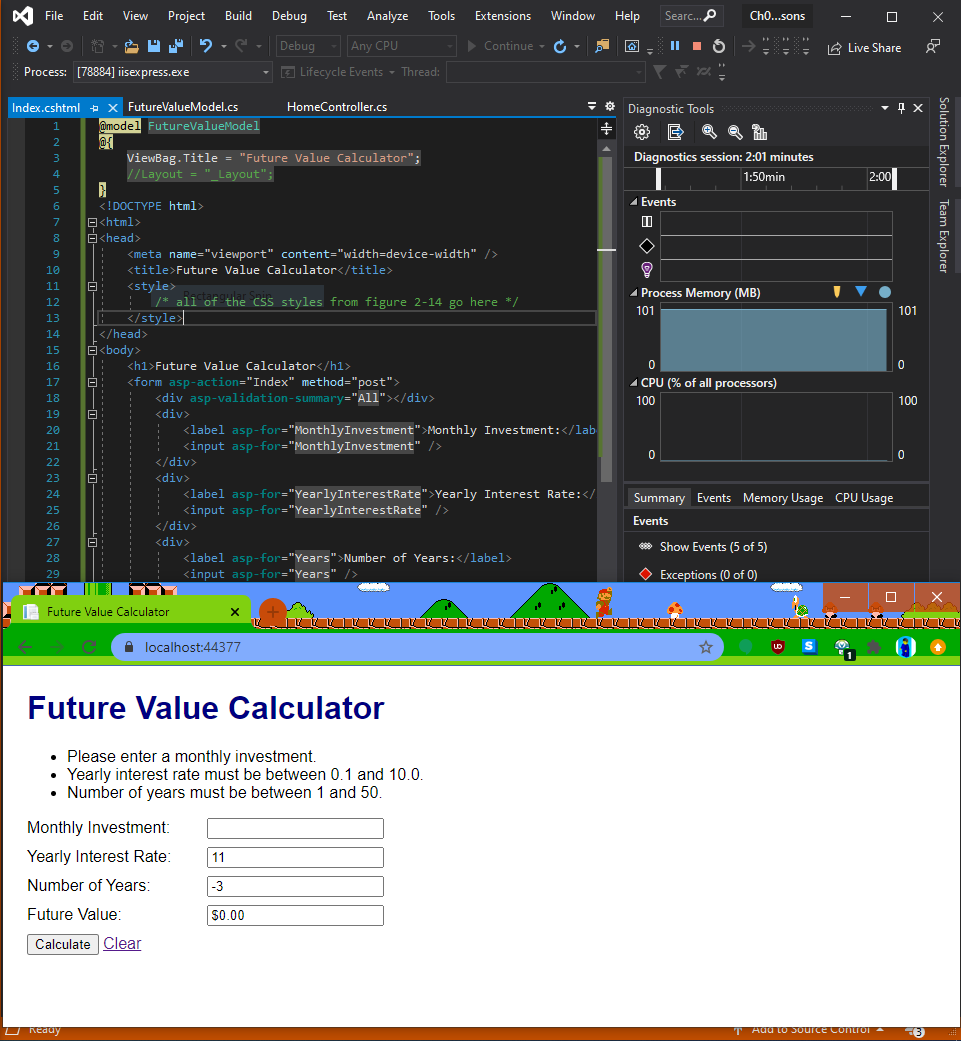 File Edit View Project Build Debug Test Analyze Tools Extensions Window Help Searc... Ch0...sons
Debug Any CPU Continue Live Share
Process: [78884] iisexpress.exe Lifecycle Events Thread:
Index.cshtml FutureValueModel.cs HomeController.cs
1 @model FutureValueModel
2 @{
3 ViewBag.Title = "Future Value Calculator";
4 //Layout = "_Layout";
5 }
6 <!DOCTYPE html>
7 <html>
8 <head>
9 <meta name="viewport" content="width=device-width" />
10 <title>Future Value Calculator</title>
11 <style>
12 /* all of the CSS styles from figure 2-14 go here */
13 </style>
14 </head>
15 <body>
16 <h1>Future Value Calculator</h1>
17 <form asp-action="Index" method="post">
18 <div asp-validation-summary="All"></div>
19 <div>
20 <label asp-for="MonthlyInvestment">Monthly Investment:</lab
21 <input asp-for="MonthlyInvestment" />
22 </div>
23 <div>
24 <label asp-for="YearlyInterestRate">Yearly Interest Rate:</
25 <input asp-for="YearlyInterestRate" />
26 </div>
27 <div>
28 <label asp-for="Years">Number of Years:</label>
29 <input asp-for="Years" />
Diagnostic Tools
Diagnostics session: 2:01 minutes
1:50min 2:00
Events
Process Memory (MB)
101 101
0 0
CPU (% of all processors)
100 100
0 0
Summary Events Memory Usage CPU Usage
Events
Show Events (5 of 5)
Exceptions (0 of 0)
Solution Explorer
Team Explorer
Future Value Calculator
localhost:44377
1
Future Value Calculator
• Please enter a monthly investment.
• Yearly interest rate must be between 0.1 and 10.0.
• Number of years must be between 1 and 50.
Monthly Investment:
Yearly Interest Rate: 11
Number of Years: -3
Future Value: $0.00
Calculate Clear
Ready Add to Source Control 3